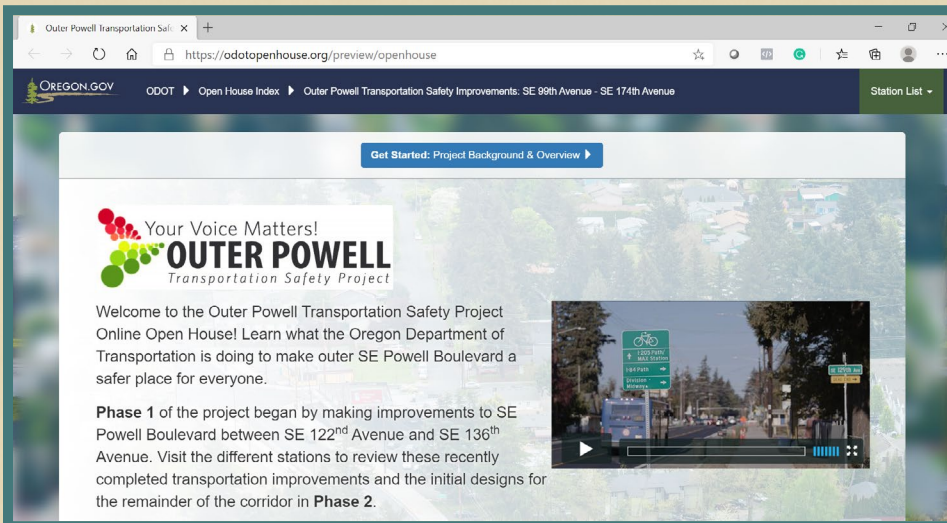 Outer Powell Transportation Safe
https://odotopenhouse.org/preview/openhouse
OREGON.GOV
ODOT
Open House Index
Outer Powell Transportation Safety Improvements: SE 99th Avenue - SE 174th Avenue
Station List
Get Started: Project Background & Overview
Your Voice Matters!
OUTER POWELL
Transportation Safety Project
Welcome to the Outer Powell Transportation Safety Project
Online Open House! Learn what the Oregon Department of
Transportation is doing to make outer SE Powell Boulevard a
safer place for everyone.
Phase 1 of the project began by making improvements to SE
Powell Boulevard between SE 122nd Avenue and SE 136th
Avenue. Visit the different stations to review these recently
completed transportation improvements and the initial designs for
the remainder of the corridor in Phase 2.
I-205 Path/
MAX Station
I-84 Path
Division
Midway